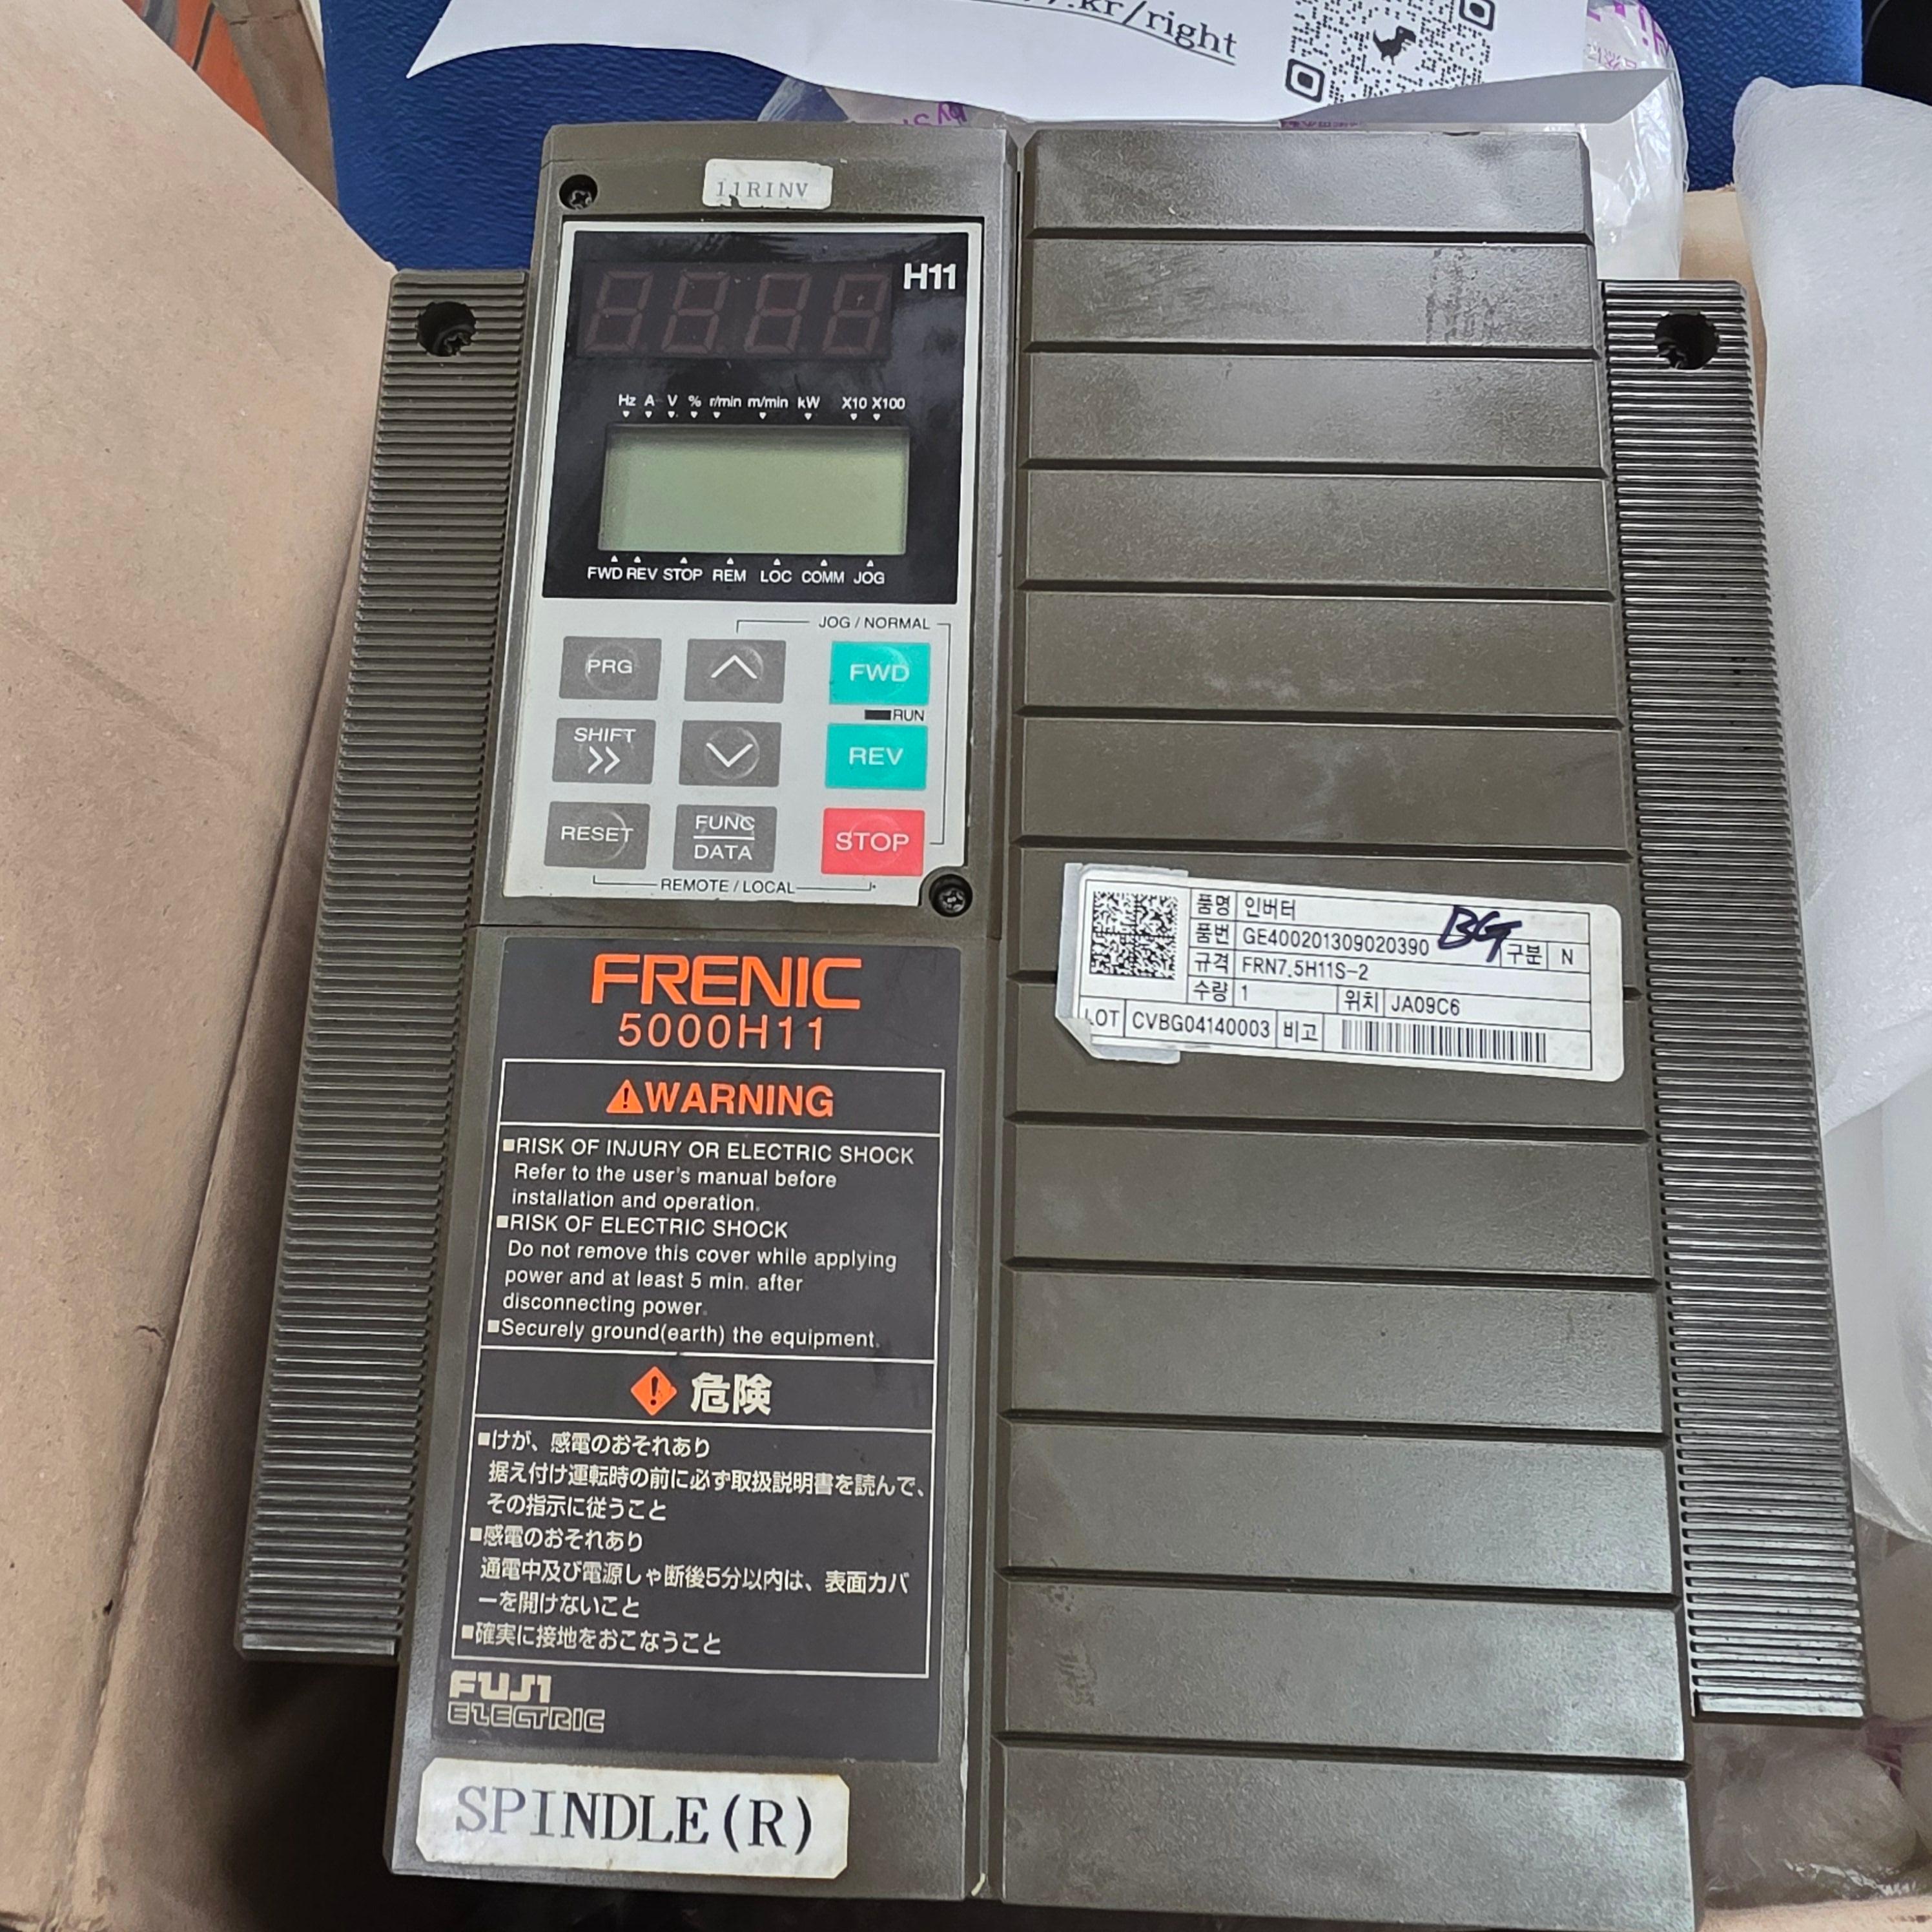 kr/right
11RINV
H11
Hz A V % r/min m/min kW X10 X100
FWD REV STOP REM LOC COMM JOG
JOG / NORMAL
PRG
FWD
RUN
SHIFT
REV
RESET
FUNC
DATA
STOP
REMOTE / LOCAL
FRENIC
5000H11
WARNING
■RISK OF INJURY OR ELECTRIC SHOCK
Refer to the user's manual before
installation and operation.
■RISK OF ELECTRIC SHOCK
Do not remove this cover while applying
power and at least 5 min. after
disconnecting power.
■Securely ground(earth) the equipment.
危険
■けが、感電のおそれあり
据え付け運転時の前に必ず取扱説明書を読んで、
その指示に従うこと
■感電のおそれあり
通電中及び電源しゃ断後5分以内は、表面カバ
ーを開けないこと
■確実に接地をおこなうこと
FUJI
ELECTRIC
SPINDLE(R)
품명 인버터
BG
품번 GE400201309020390 구분 N
규격 FRN7.5H11S-2
수량 1 위치 JA09C6
LOT CVBG04140003 비고